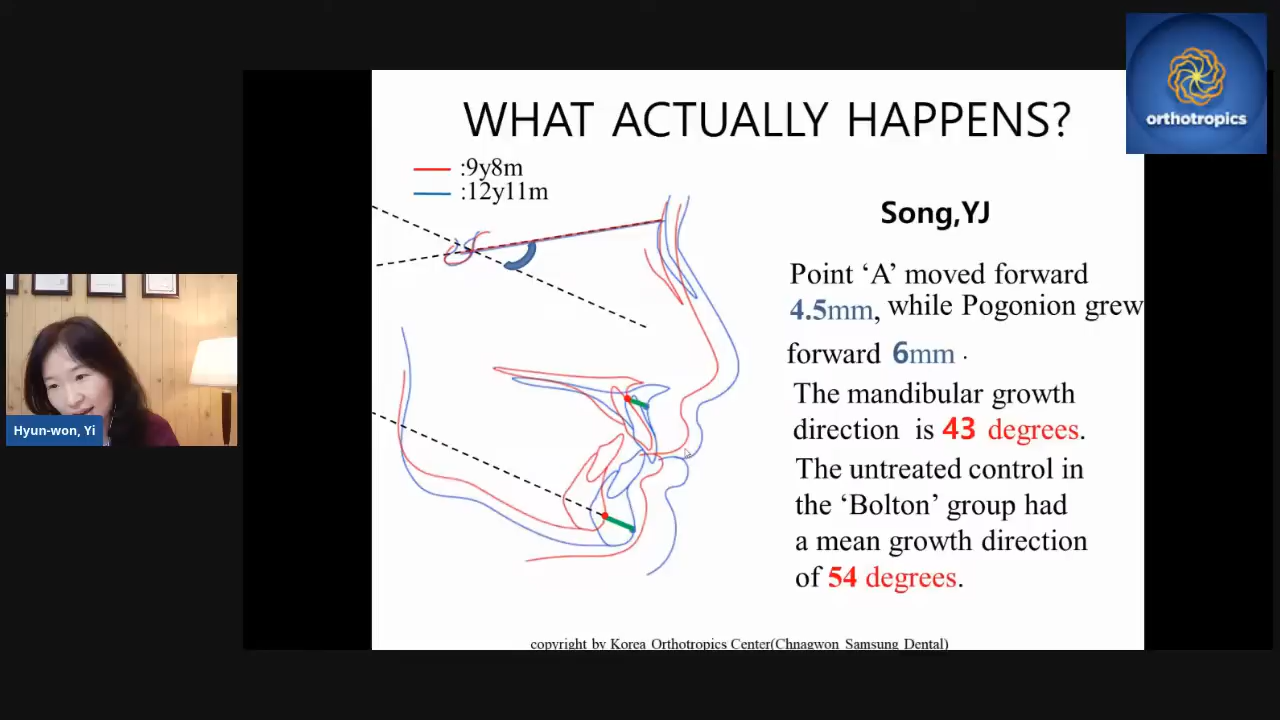 WHAT ACTUALLY HAPPENS?
orthotropics
:9y8m
:12y11m
Song,YJ
Point ‘A’ moved forward
4.5mm, while Pogonion grew
forward 6mm .
The mandibular growth
direction is 43 degrees.
The untreated control in
the ‘Bolton’ group had
a mean growth direction
of 54 degrees.
Hyun-won, Yi
copyright by Korea Orthotropics Center(Chnagwon Samsung Dental)